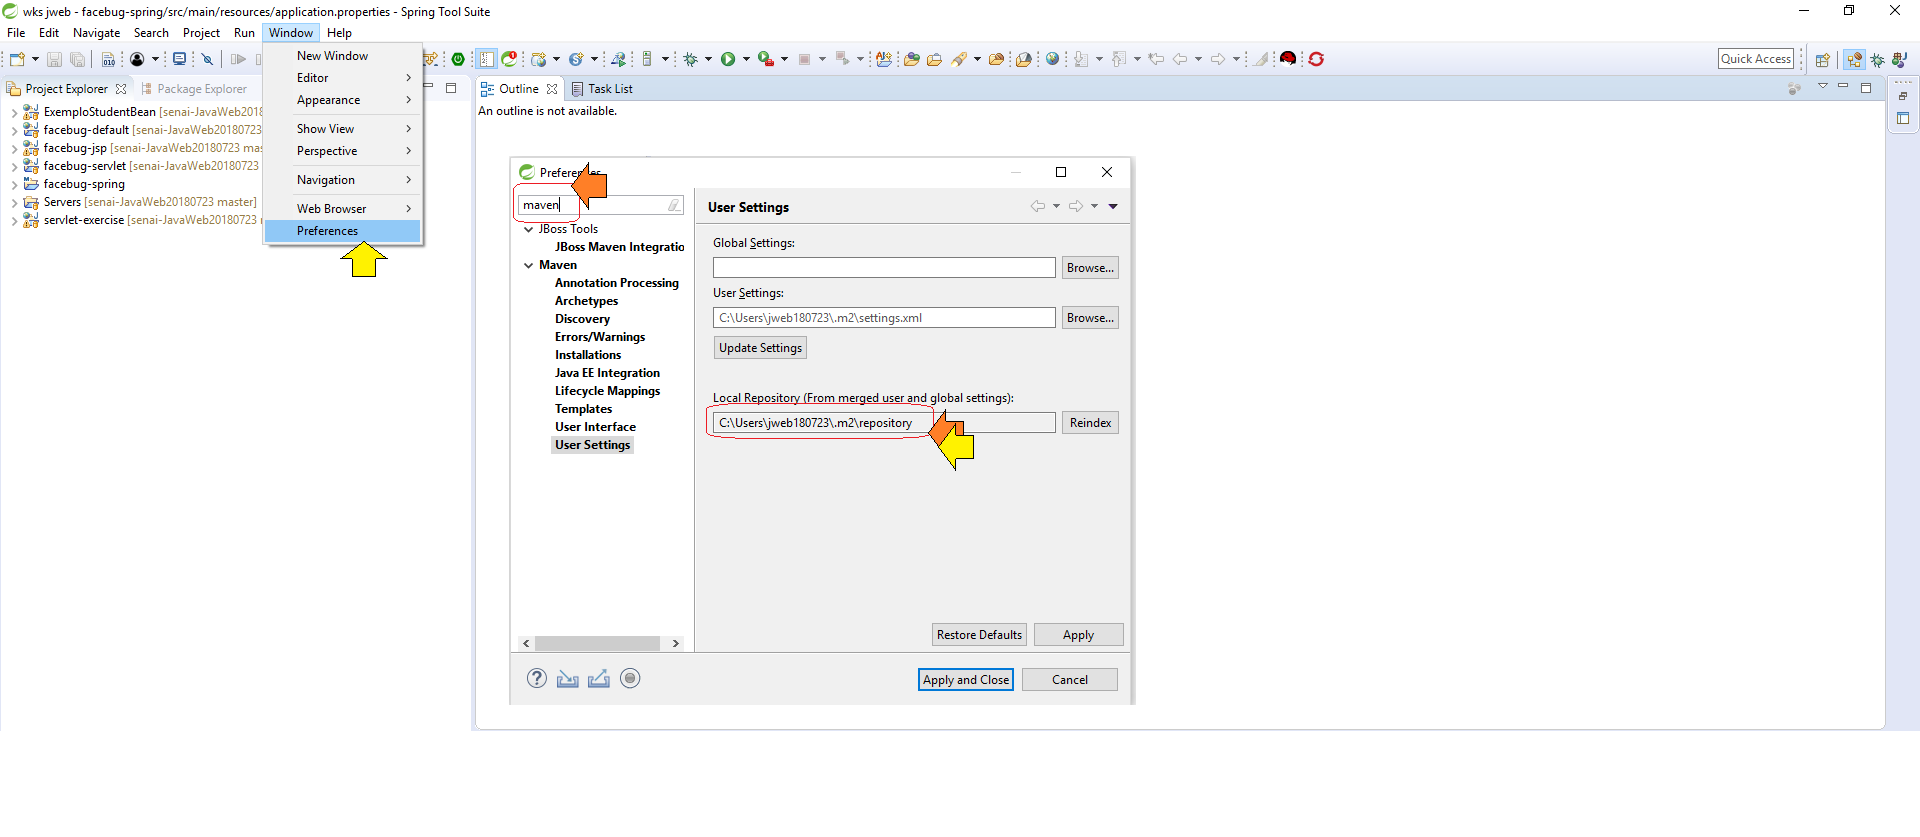 wks jweb - facebug-spring/src/main/resources/application.properties - Spring Tool Suite
File Edit Navigate Search Project Run Window Help
Quick Access
New Window
Editor
Appearance
Show View
Perspective
Navigation
Web Browser
Preferences
Project Explorer Package Explorer
ExemploStudentBean [senai-JavaWeb2018
facebug-default [senai-JavaWeb20180723
facebug-jsp [senai-JavaWeb20180723 mas
facebug-servlet [senai-JavaWeb20180723
facebug-spring
Servers [senai-JavaWeb20180723 master]
servlet-exercise [senai-JavaWeb20180723
Outline Task List
An outline is not available.
Preferences
maven
JBoss Tools
JBoss Maven Integratio
Maven
Annotation Processing
Archetypes
Discovery
Errors/Warnings
Installations
Java EE Integration
Lifecycle Mappings
Templates
User Interface
User Settings
User Settings
Global Settings:
Browse...
User Settings:
C:\Users\jweb180723\.m2\settings.xml
Browse...
Update Settings
Local Repository (From merged user and global settings):
C:\Users\jweb180723\.m2\repository
Reindex
Restore Defaults Apply
Apply and Close Cancel